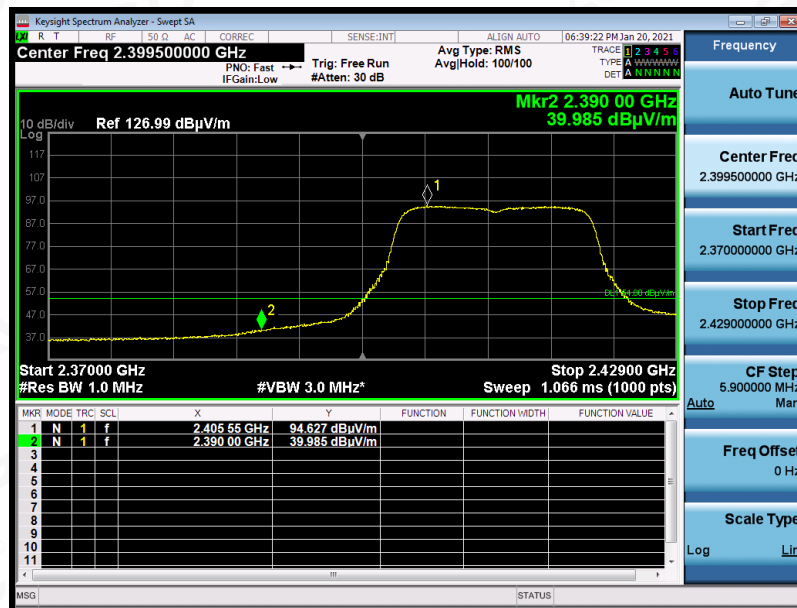 Keysight Spectrum Analyzer - Swept SA
LXI R T RF 50 Ω AC CORREC SENSE:INT ALIGN AUTO 06:39:22 PM Jan 20, 2021
Center Freq 2.399500000 GHz
PNO: Fast
IFGain:Low
Trig: Free Run
#Atten: 30 dB
Avg Type: RMS
Avg|Hold: 100/100
TRACE 1 2 3 4 5 6
TYPE A WWWWW
DET A N N N N N
Frequency
Auto Tune
Center Freq
2.399500000 GHz
Start Freq
2.370000000 GHz
Stop Freq
2.429000000 GHz
CF Step
5.900000 MHz
Auto Man
Freq Offset
0 Hz
Scale Type
Log Lin
Mkr2 2.390 00 GHz
39.985 dBµV/m
10 dB/div Ref 126.99 dBµV/m
Log
117
107
97.0
87.0
77.0
67.0
57.0
47.0
37.0
1
2
Start 2.37000 GHz Stop 2.42900 GHz
#Res BW 1.0 MHz #VBW 3.0 MHz* Sweep 1.066 ms (1000 pts)
MKR MODE TRC SCL X Y FUNCTION FUNCTION WIDTH FUNCTION VALUE
1 N 1 f 2.405 55 GHz 94.627 dBµV/m
2 N 1 f 2.390 00 GHz 39.985 dBµV/m
3
4
5
6
7
8
9
10
11
MSG STATUS